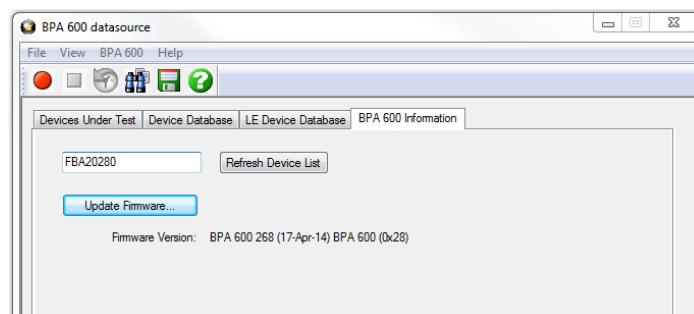 BPA 600 datasource
File View BPA 600 Help
Devices Under Test Device Database LE Device Database BPA 600 Information
FBA20280 Refresh Device List
Update Firmware...
Firmware Version: BPA 600 268 (17-Apr-14) BPA 600 (0x28)